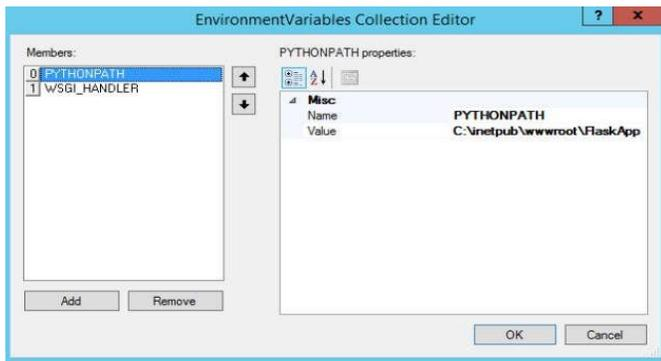 EnvironmentVariables Collection Editor
? x
Members:
0 PYTHONPATH
1 WSGI_HANDLER
Add Remove
PYTHONPATH properties:
Misc
Name PYTHONPATH
Value C:\inetpub\wwwroot\FlaskApp
OK Cancel